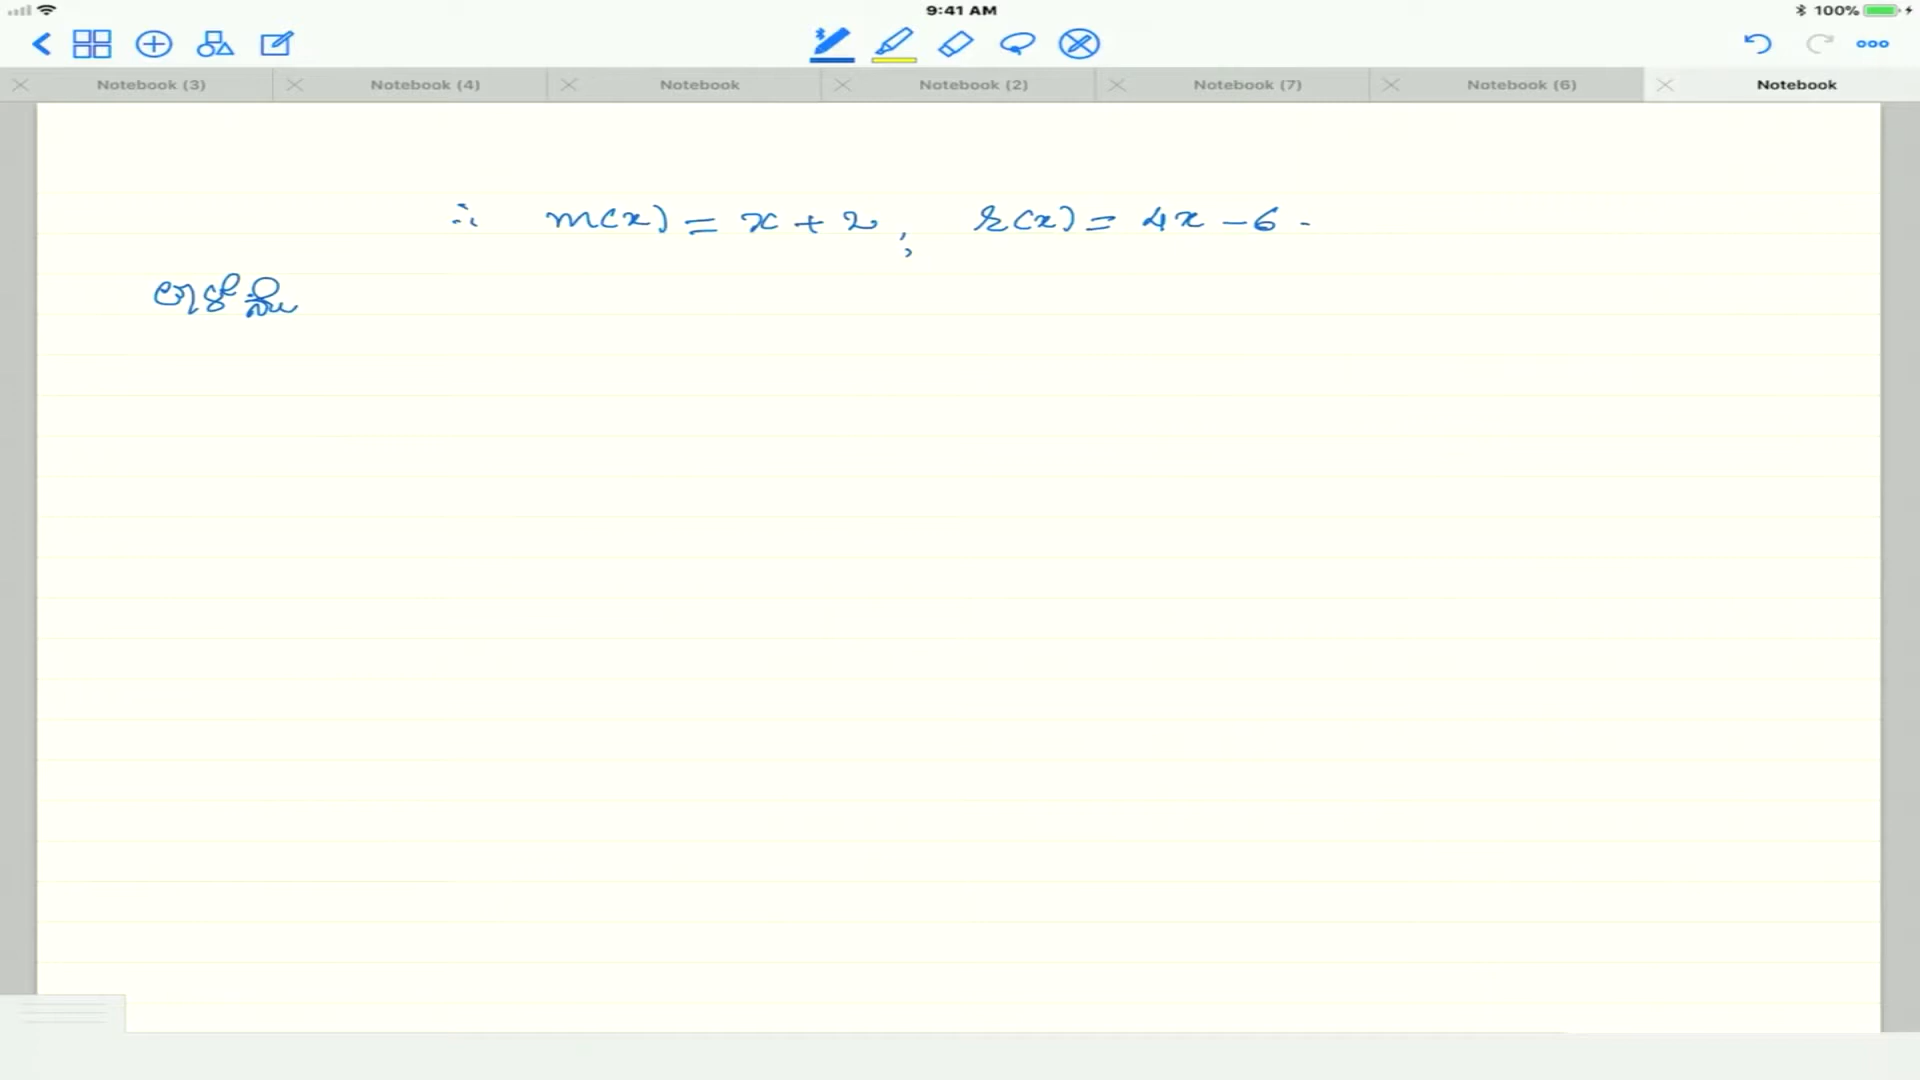 9:41 AM 100%
Notebook (3) Notebook (4) Notebook Notebook (2) Notebook (7) Notebook (6) Notebook
∴ m(x) = x + 2 , r(x) = 4x - 6 .